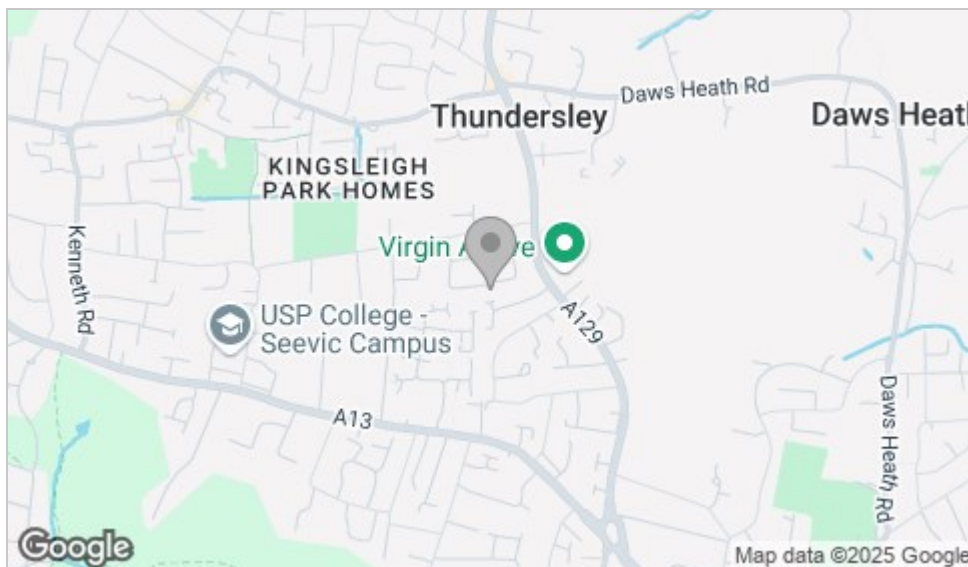 Daws Heath Rd
Thundersley
Daws Heath
KINGSLEIGH
PARK HOMES
Kenneth Rd
Virgin A
ve
USP College -
Seevic Campus
A129
A13
Daws Heath Rd
Google
Map data ©2025 Google